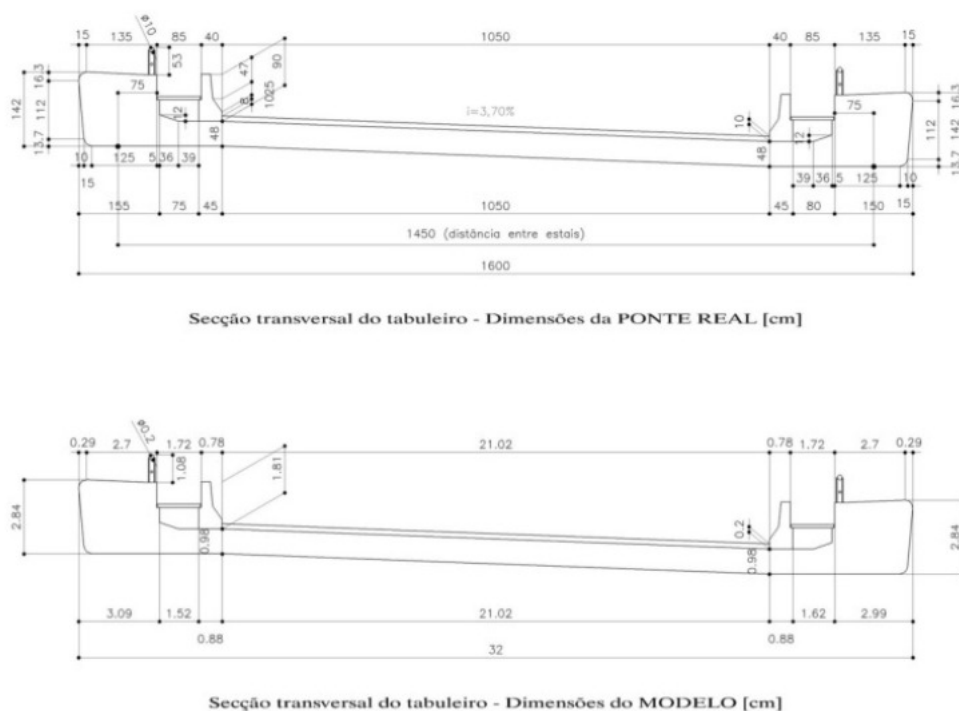 ø10
15 135 85 40 1050 40 85 135 15
53
47
90
16.3
75
8
1025
i=3,70%
10
75
16.3
142
112
12
48
12
48
112
142
13.7
13.7
10 125 5 36 39
39 36 5 125 10
15
15
155 75 45 1050 45 80 150
1450 (distância entre estais)
1600
Secção transversal do tabuleiro - Dimensões da PONTE REAL [cm]
ø0.2
0.29 2.7 1.72 0.78 21.02 0.78 1.72 2.7 0.29
1.08
1.81
2.84
0.98
0.2
0.98
2.84
3.09 1.52 21.02 1.62 2.99
0.88 0.88
32
Secção transversal do tabuleiro - Dimensões do MODELO [cm]